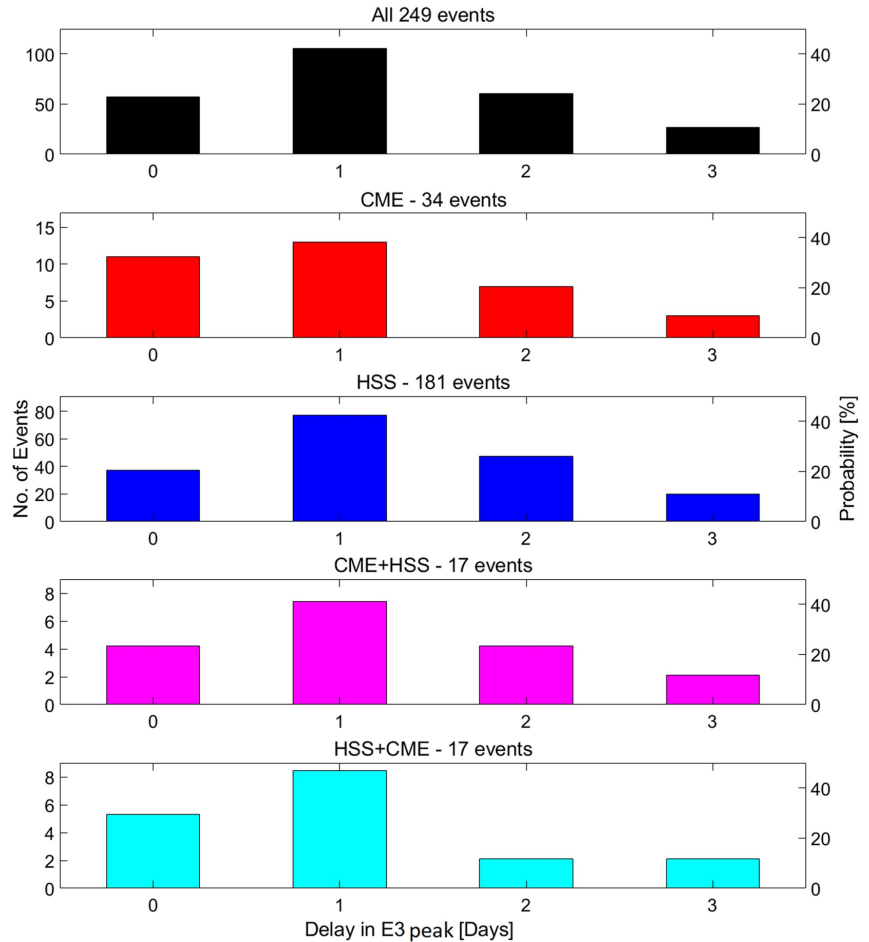 All 249 events
100
50
0
40
20
0
0 1 2 3
CME - 34 events
15
10
5
0
40
20
0
0 1 2 3
HSS - 181 events
80
60
40
20
0
40
20
0
0 1 2 3
No. of Events
Probability [%]
CME+HSS - 17 events
8
6
4
2
0
40
20
0
0 1 2 3
HSS+CME - 17 events
8
6
4
2
0
40
20
0
0 1 2 3
Delay in E3 peak [Days]